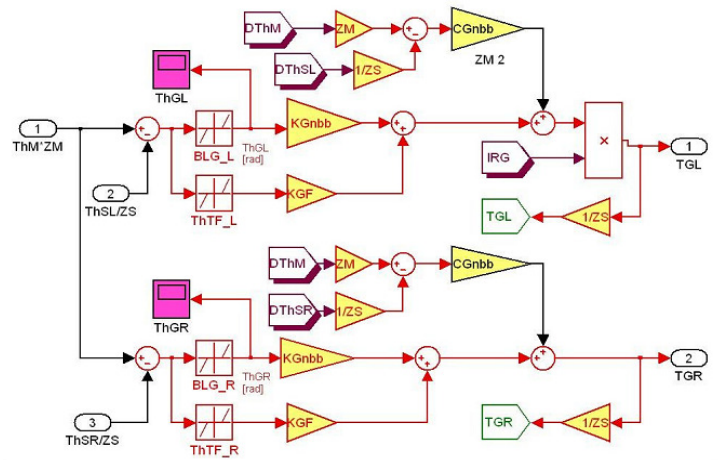 DThM
ZM
CGnbb
DThSL
1/ZS
ZM 2
ThGL
1
ThM*ZM
BLG_L
ThGL
[rad]
KGnbb
IRG
×
1
TGL
2
ThSL/ZS
ThTF_L
KGF
TGL
1/ZS
DThM
ZM
CGnbb
DThSR
1/ZS
ThGR
BLG_R
ThGR
[rad]
KGnbb
2
TGR
3
ThSR/ZS
ThTF_R
KGF
TGR
1/ZS